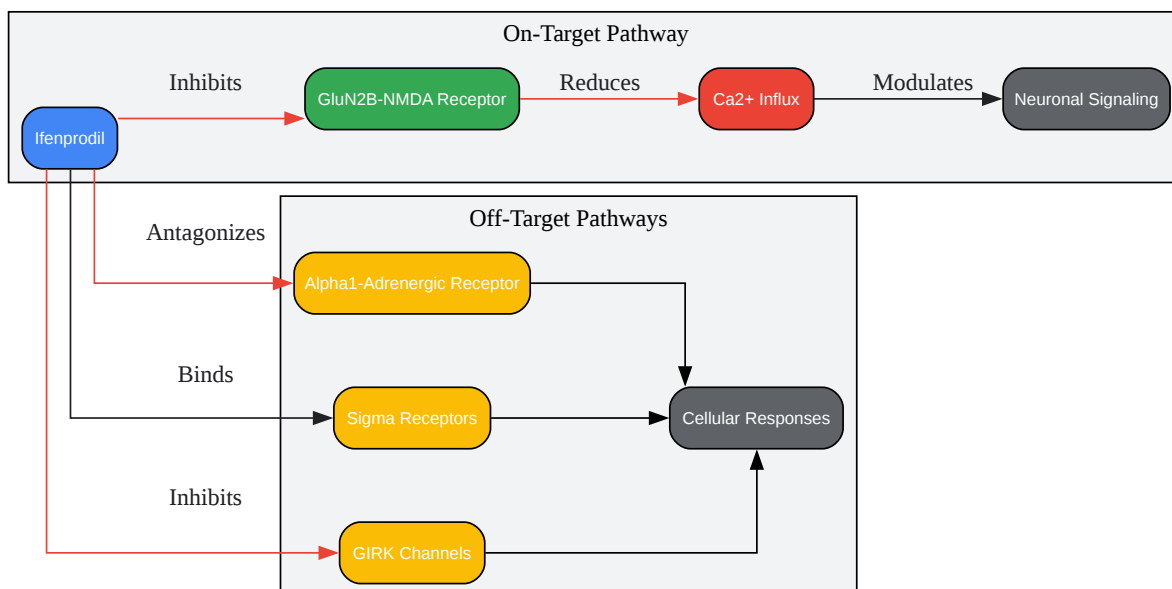 On-Target Pathway
Inhibits
Reduces
Modulates
GluN2B-NMDA Receptor
Ca2+ Influx
Neuronal Signaling
Ifenprodil
Off-Target Pathways
Antagonizes
Alpha1-Adrenergic Receptor
Binds
Sigma Receptors
Cellular Responses
Inhibits
GIRK Channels